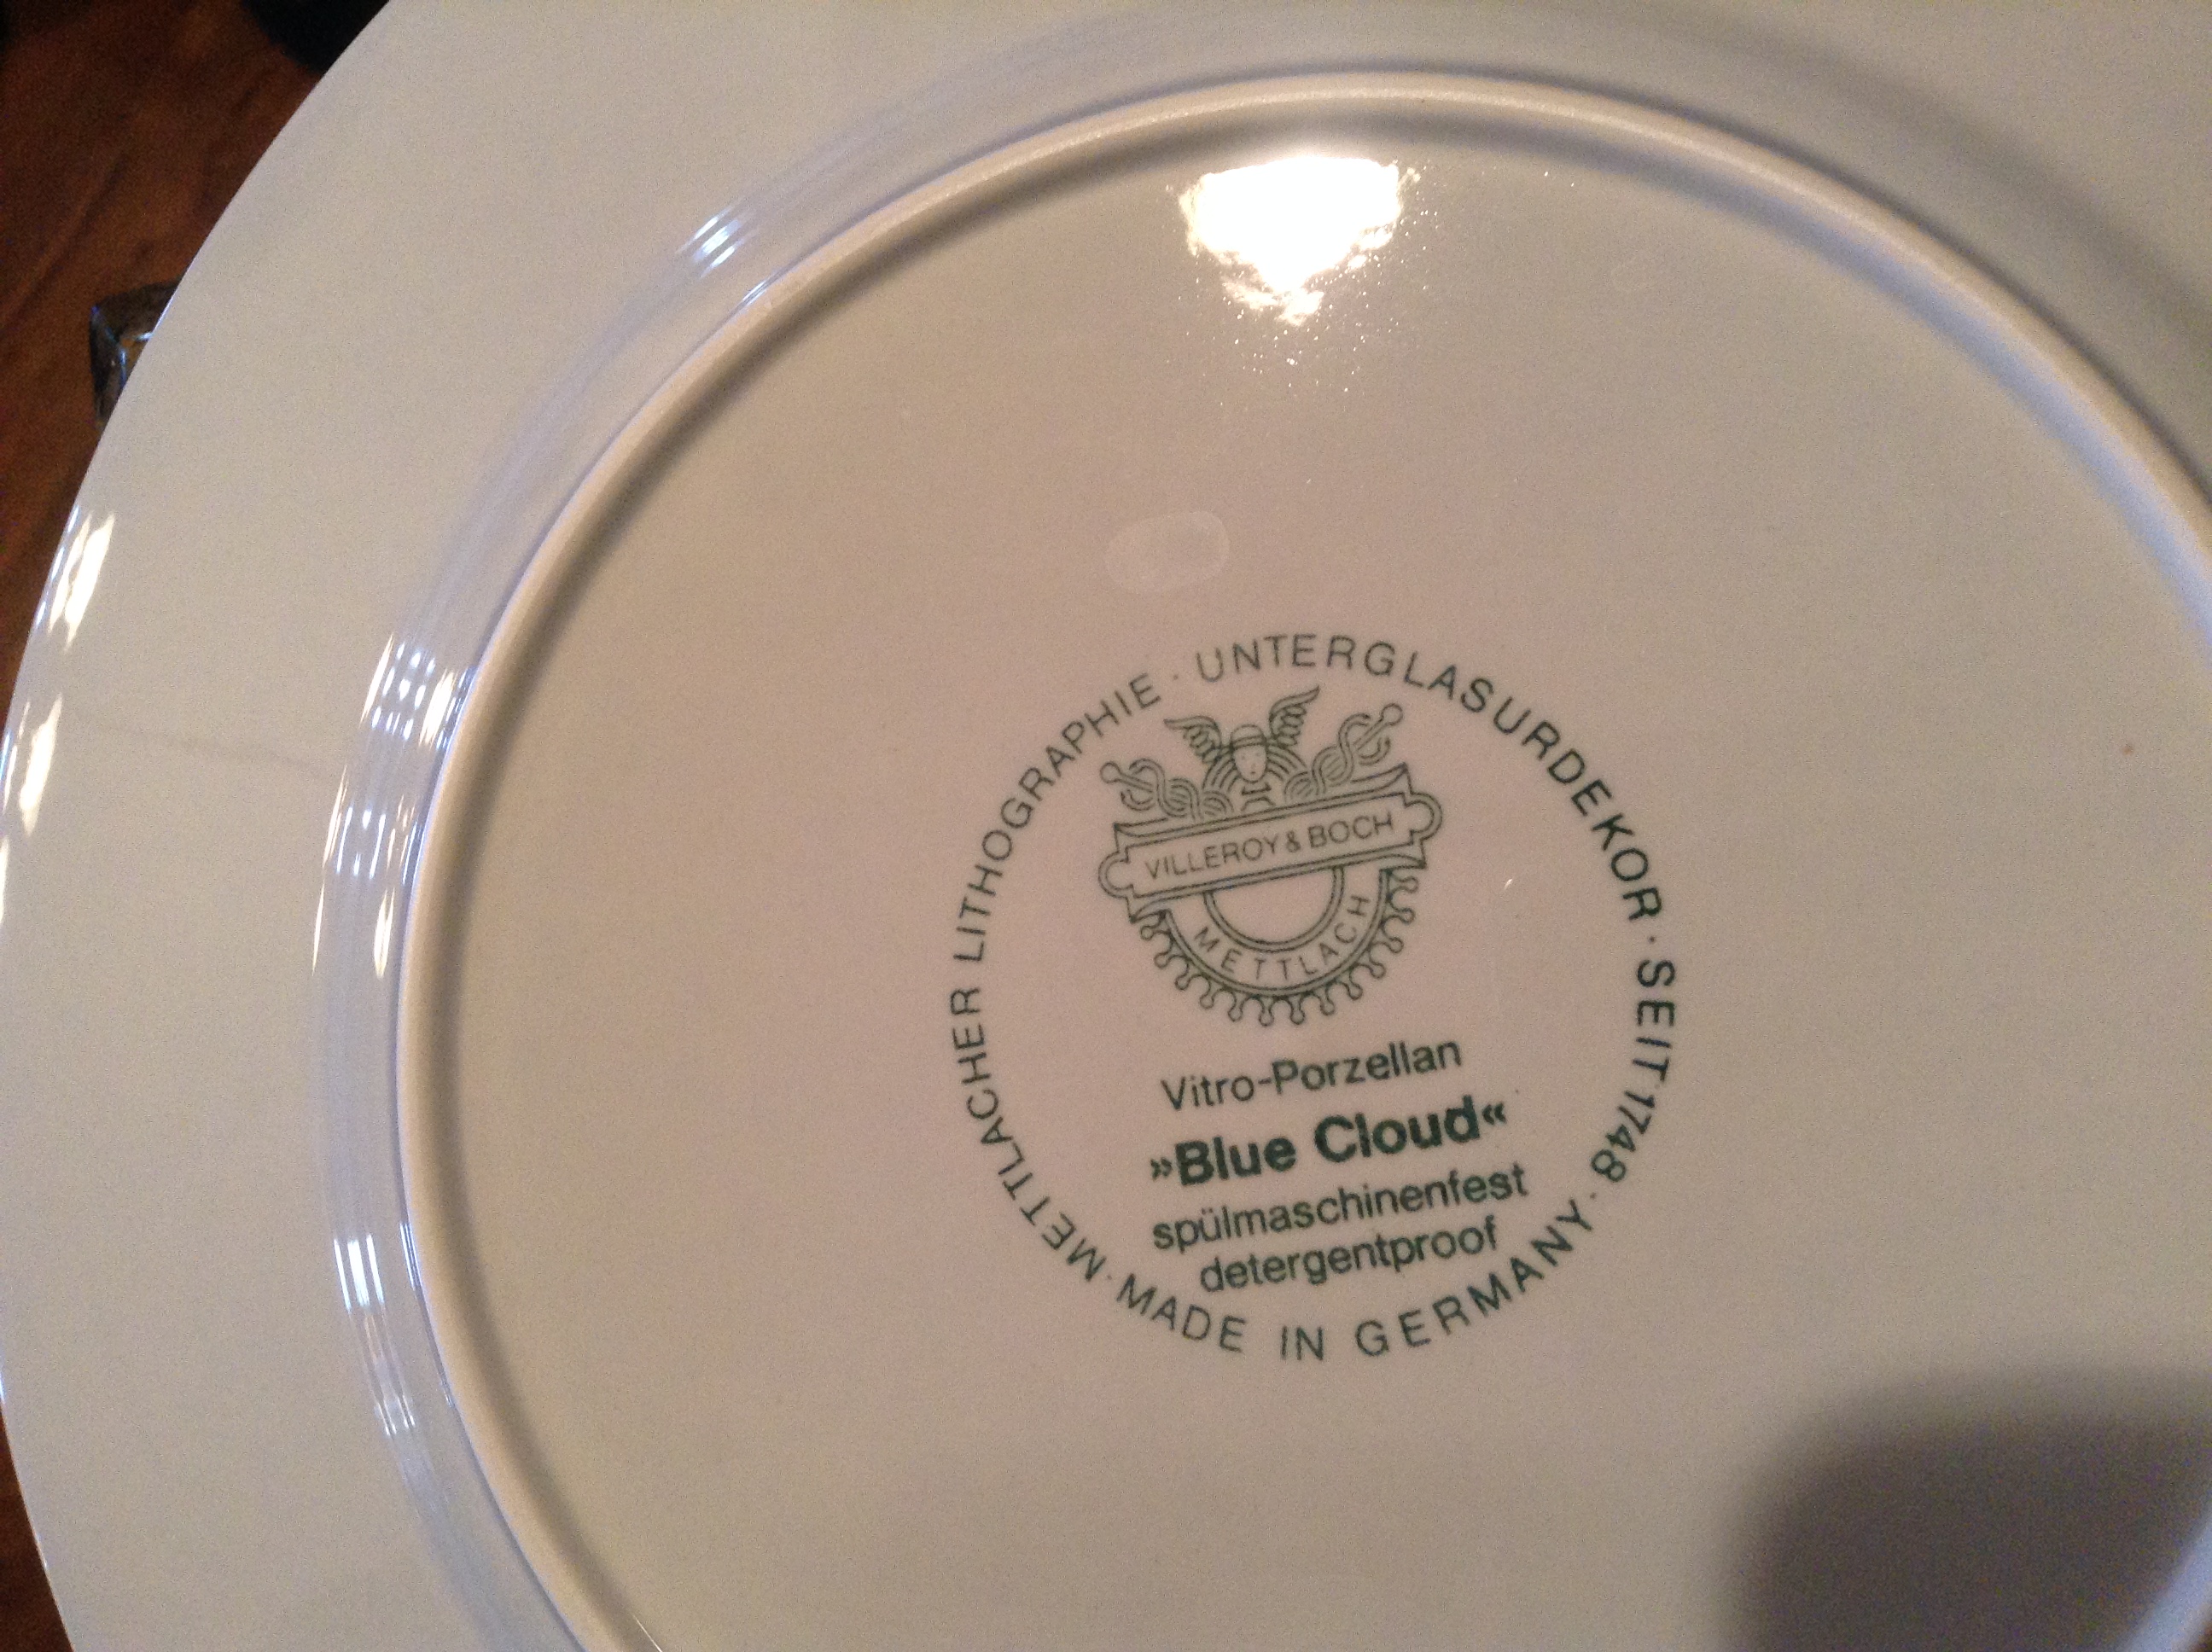 METTLACHER LITHOGRAPHIE · UNTERGLASURDEKOR · SEIT 1748 · MADE IN GERMANY ·
VILLEROY & BOCH
METTLACH
Vitro-Porzellan
»Blue Cloud«
spülmaschinenfest
detergentproof